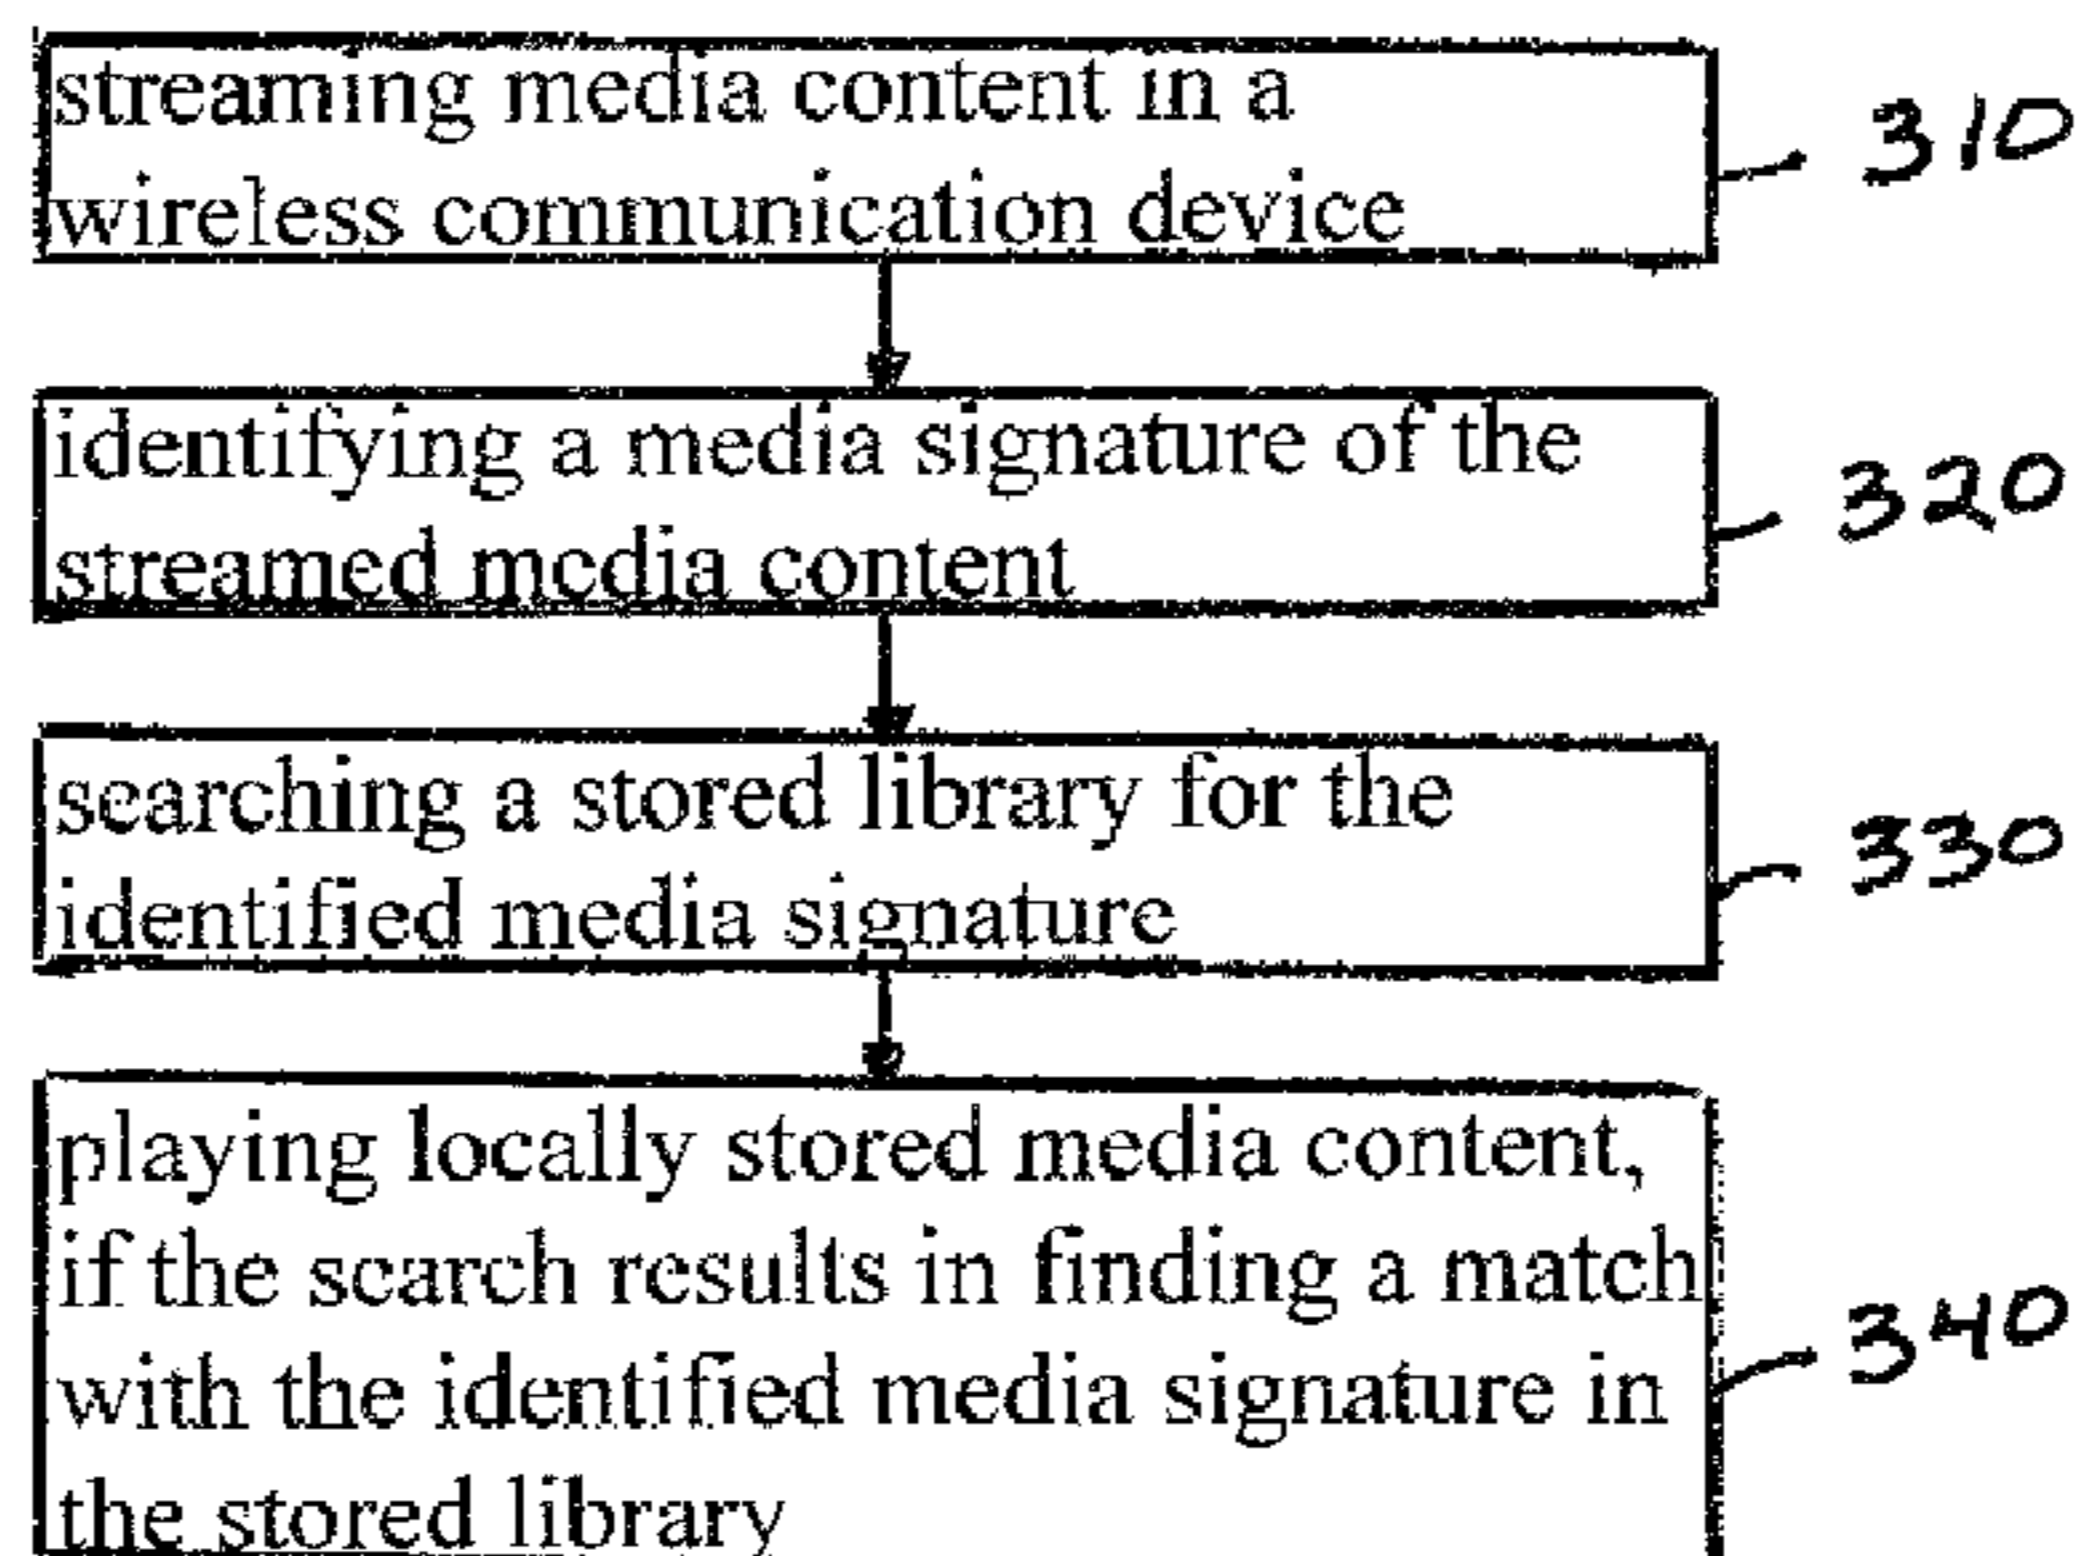 streaming media content in a
wireless communication device
310
identifying a media signature of the
streamed media content
320
searching a stored library for the
identified media signature
330
playing locally stored media content,
if the search results in finding a match
with the identified media signature in
the stored library
340